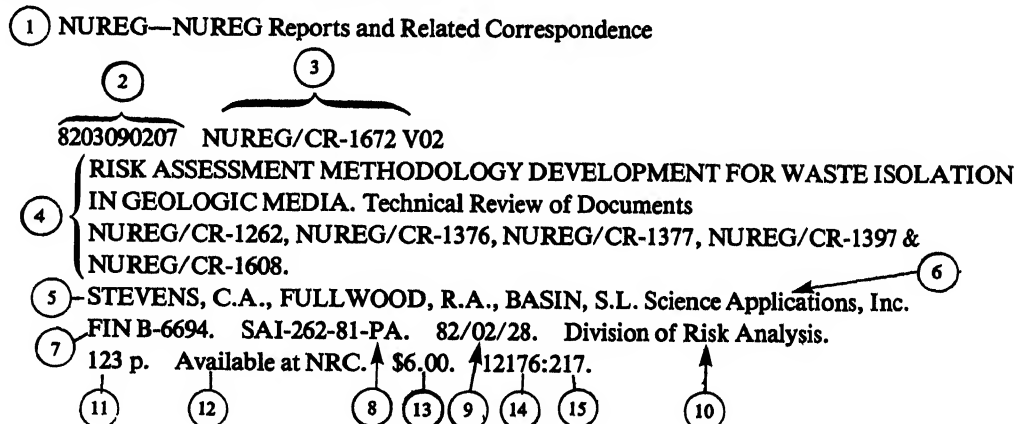 1 NUREG—NUREG Reports and Related Correspondence
2 3
8203090207 NUREG/CR-1672 V02
RISK ASSESSMENT METHODOLOGY DEVELOPMENT FOR WASTE ISOLATION
IN GEOLOGIC MEDIA. Technical Review of Documents
4 NUREG/CR-1262, NUREG/CR-1376, NUREG/CR-1377, NUREG/CR-1397 &
NUREG/CR-1608.
6
5 STEVENS, C.A., FULLWOOD, R.A., BASIN, S.L. Science Applications, Inc.
7 FIN B-6694. SAI-262-81-PA. 82/02/28. Division of Risk Analysis.
123 p. Available at NRC. $6.00. 12176:217.
11 12 8 13 9 14 15 10